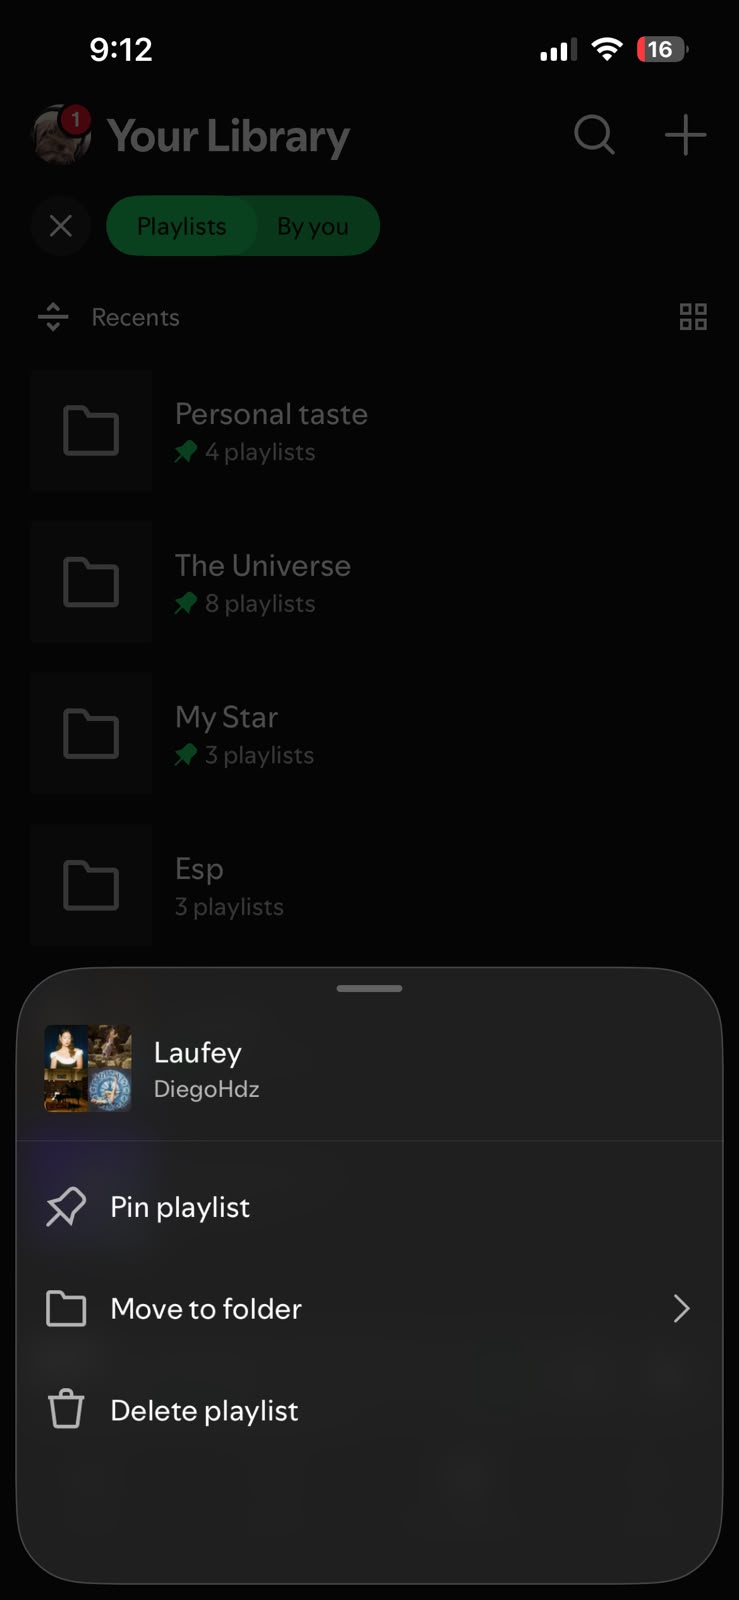 9:12
16
1
Your Library
Playlists
By you
Recents
Personal taste
4 playlists
The Universe
8 playlists
My Star
3 playlists
Esp
3 playlists
Laufey
DiegoHdz
Pin playlist
Move to folder
Delete playlist